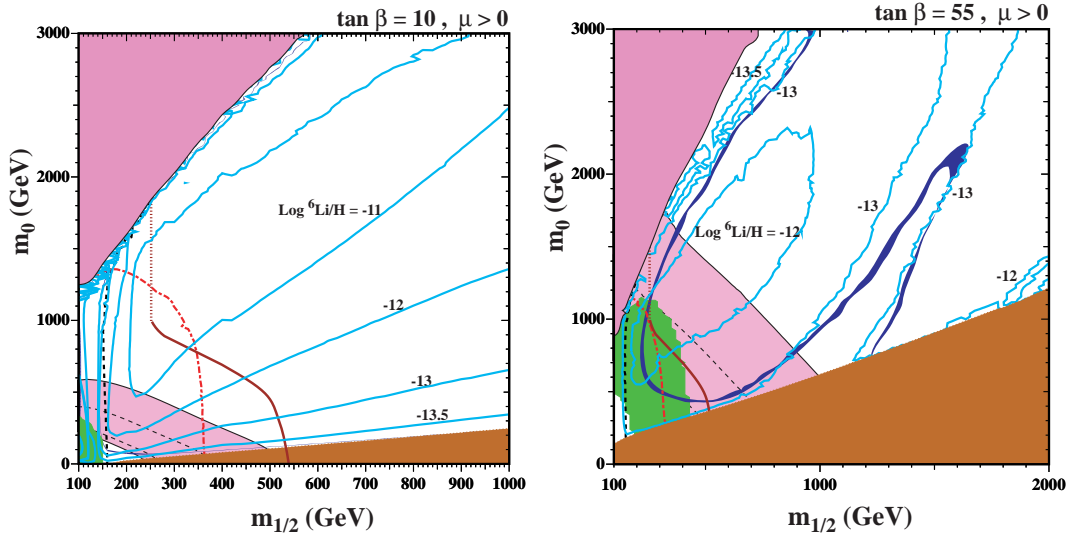 tan β = 10 , μ > 0
3000
2000
1000
0
m0 (GeV)
Log 6Li/H = -11
-12
-13
-13.5
100 200 300 400 500 600 700 800 900 1000
m1/2 (GeV)
tan β = 55 , μ > 0
3000
2000
1000
0
m0 (GeV)
-13.5
-13
Log 6Li/H = -12
-13
-13
-12
100 1000 2000
m1/2 (GeV)